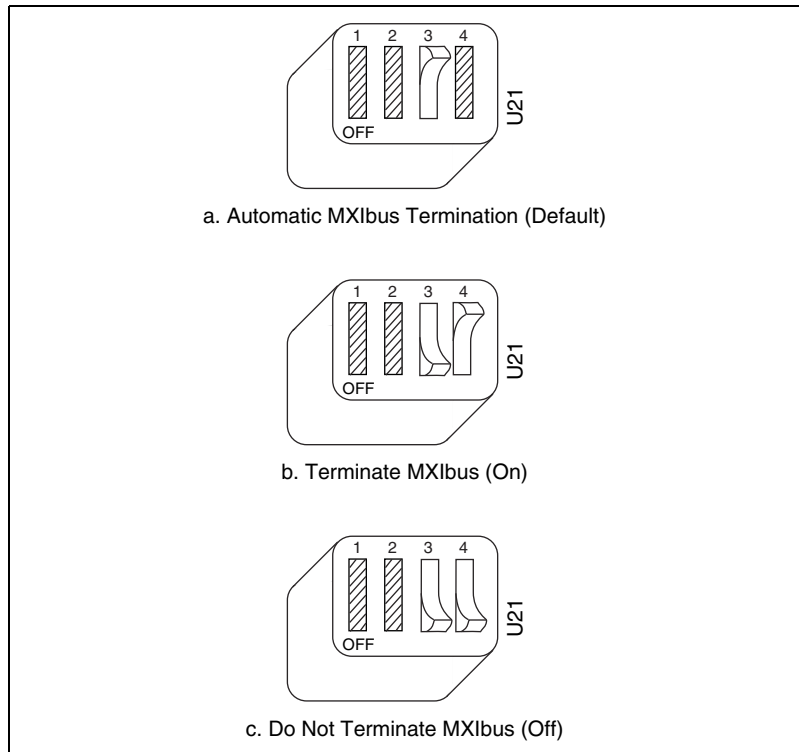 1 2 3 4
OFF
U21
a. Automatic MXIbus Termination (Default)
1 2 3 4
OFF
U21
b. Terminate MXIbus (On)
1 2 3 4
OFF
U21
c. Do Not Terminate MXIbus (Off)